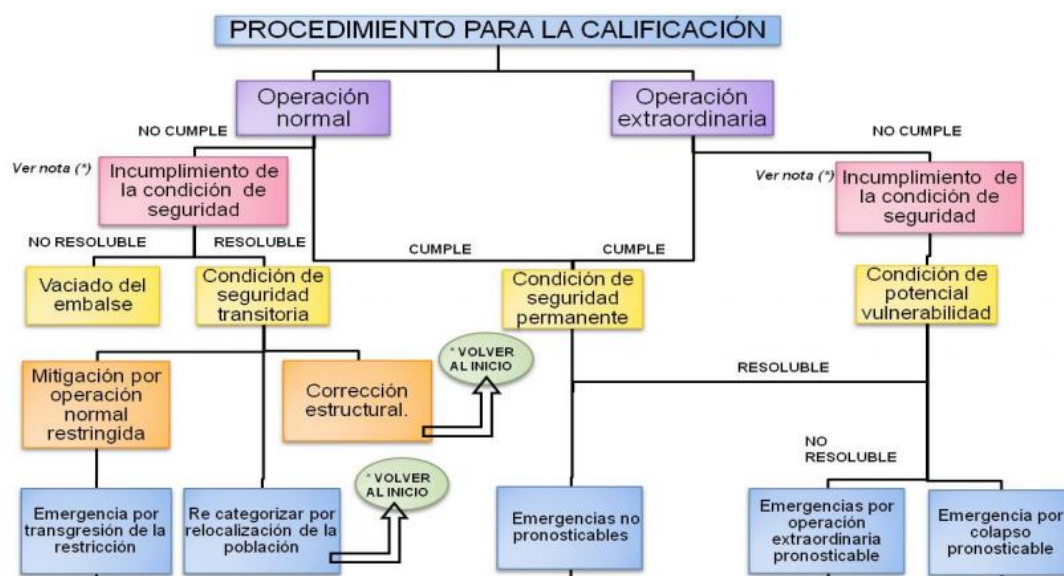 PROCEDIMIENTO PARA LA CALIFICACIÓN
Operación
normal
Operación
extraordinaria
NO CUMPLE
NO CUMPLE
Ver nota (*)
Incumplimiento de
la condición de
seguridad
Ver nota (*)
Incumplimiento de
la condición de
seguridad
NO RESOLUBLE
RESOLUBLE
CUMPLE
CUMPLE
Vaciado del
embalse
Condición de
seguridad
transitoria
Condición de
seguridad
permanente
Condición de
potencial
vulnerabilidad
Mitigación por
operación
normal
restringida
Corrección
estructural.
* VOLVER
AL INICIO
RESOLUBLE
NO
RESOLUBLE
Emergencia por
transgresión de la
restricción
Re categorizar por
relocalización de la
población
* VOLVER
AL INICIO
Emergencias no
pronosticables
Emergencias por
operación
extraordinaria
pronosticable
Emergencia por
colapso
pronosticable